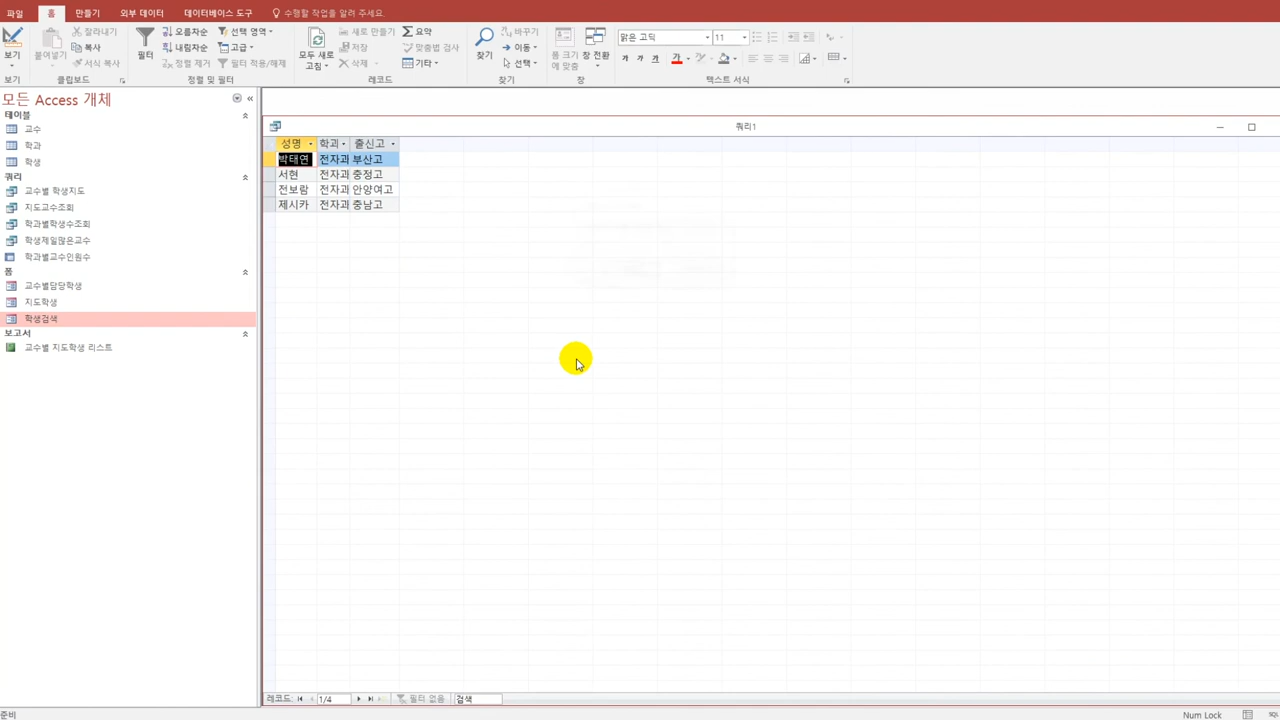 파일 홈 만들기 외부 데이터 데이터베이스 도구 수행할 작업을 알려 주세요.
보기
보기
붙여넣기
잘라내기
복사
서식 복사
클립보드
필터
오름차순
내림차순
정렬 제거
선택 영역
고급
필터 적용/해제
정렬 및 필터
모두 새로
고침
새로 만들기
저장
삭제
요약
맞춤법 검사
기타
레코드
찾기
바꾸기
이동
선택
찾기
폼 크기
에 맞춤
창 전환
창
맑은 고딕 11
가 가 가 가
텍스트 서식
모든 Access 개체
테이블
교수
학과
학생
쿼리
교수별 학생지도
지도교수조회
학과별학생수조회
학생제일많은교수
학과별교수인원수
폼
교수별담당학생
지도학생
학생검색
보고서
교수별 지도학생 리스트
쿼리1
성명 학과 출신고
박태연 전자과 부산고
서현 전자과 충정고
전보람 전자과 안양여고
제시카 전자과 충남고
레코드: 1/4 필터 없음 검색
준비 Num Lock SQL